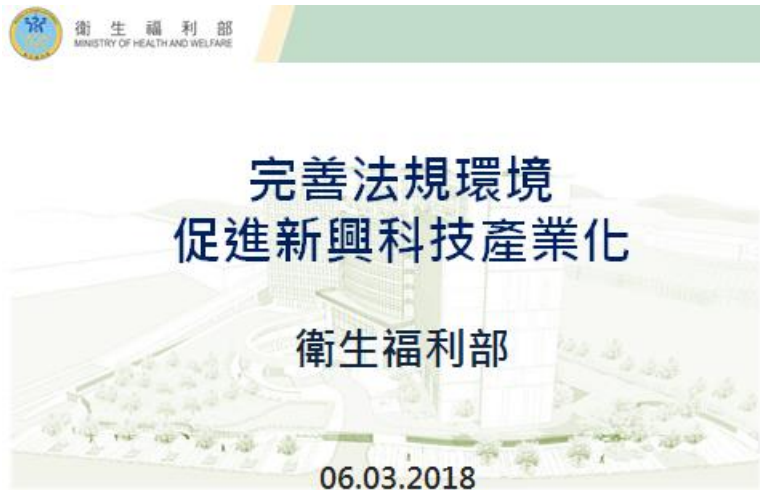 衛生福利部
MINISTRY OF HEALTH AND WELFARE
完善法規環境
促進新興科技產業化
衛生福利部
06.03.2018